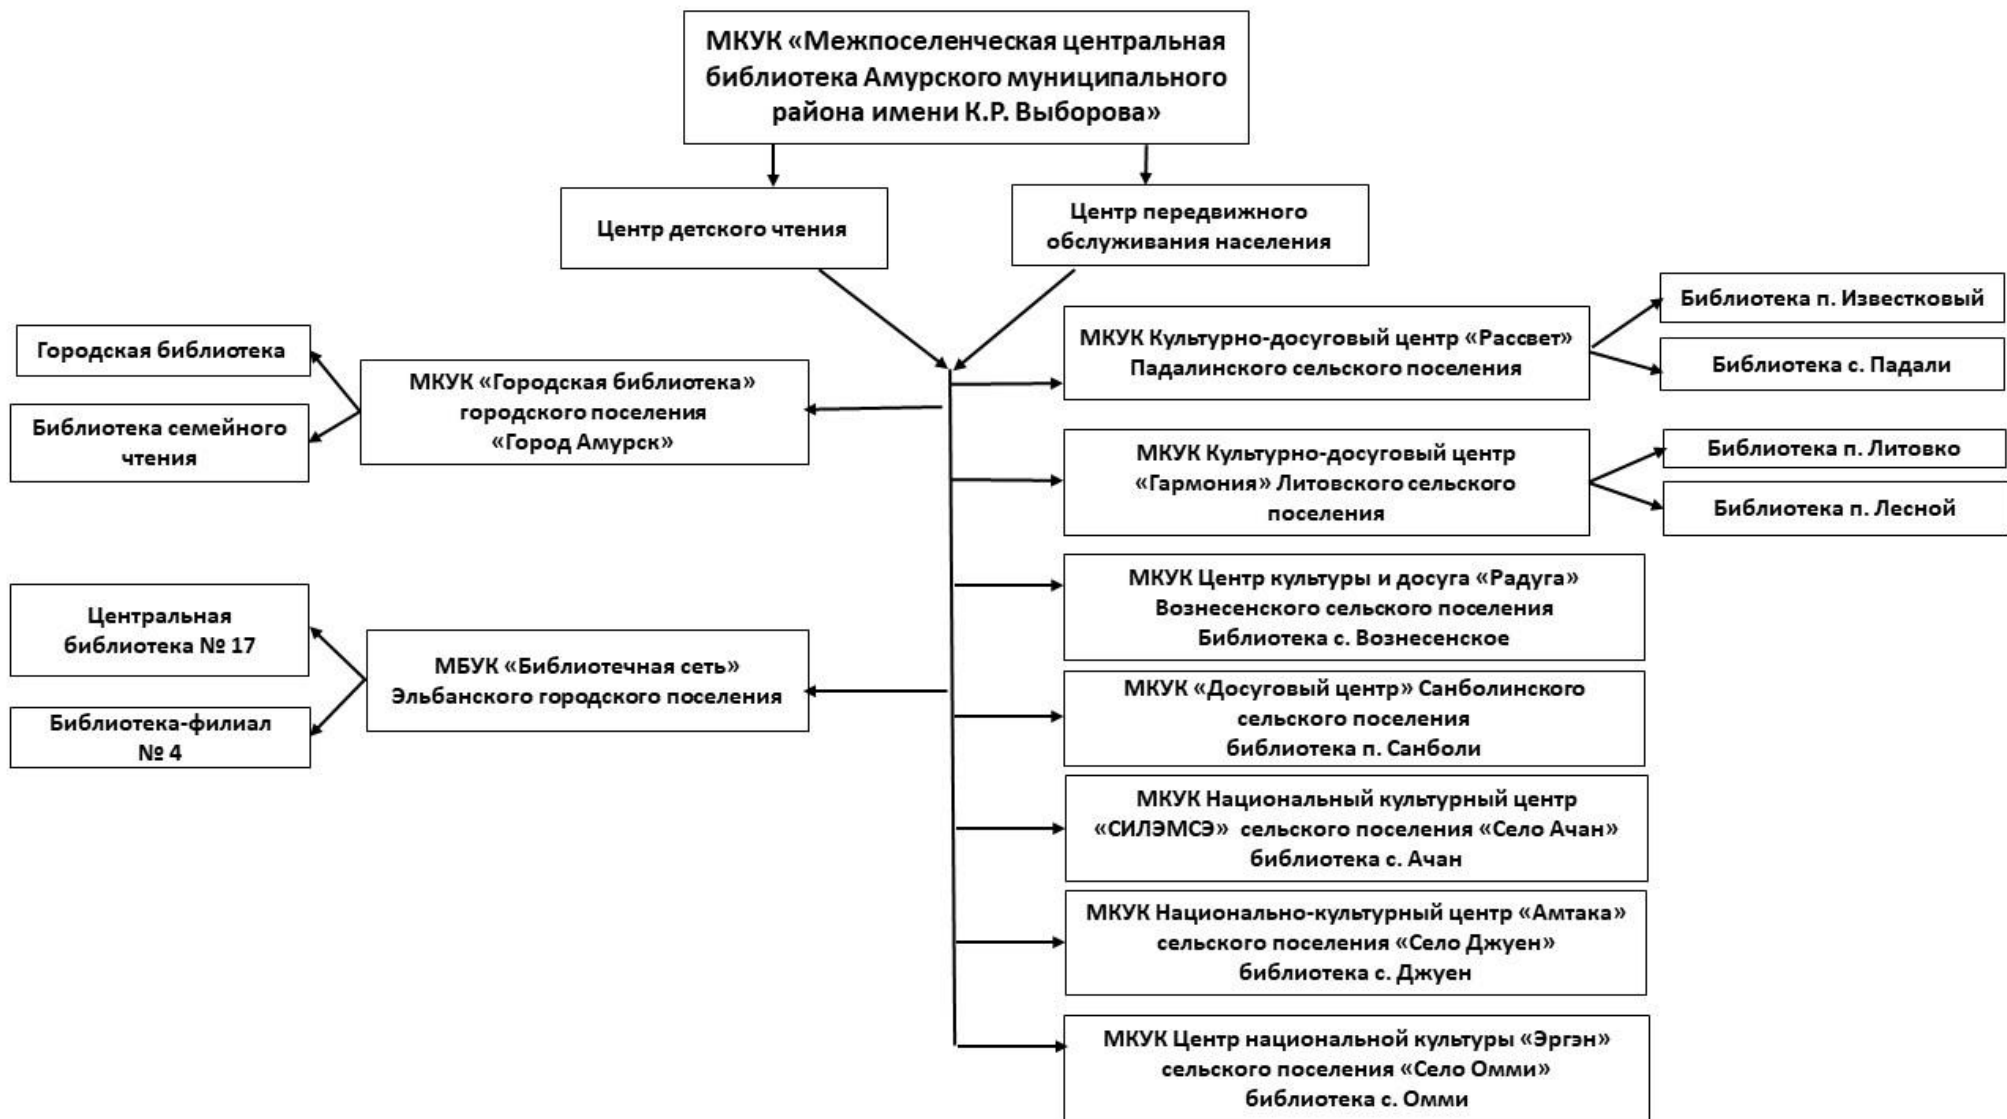 МКУК «Межпоселенческая центральная
библиотека Амурского муниципального
района имени К.Р. Выборова»
Центр детского чтения
Центр передвижного
обслуживания населения
Городская библиотека
Библиотека семейного
чтения
МКУК «Городская библиотека»
городского поселения
«Город Амурск»
Центральная
библиотека № 17
Библиотека-филиал
№ 4
МБУК «Библиотечная сеть»
Эльбанского городского поселения
МКУК Культурно-досуговый центр «Рассвет»
Падалинского сельского поселения
Библиотека п. Известковый
Библиотека с. Падали
МКУК Культурно-досуговый центр
«Гармония» Литовского сельского
поселения
Библиотека п. Литовко
Библиотека п. Лесной
МКУК Центр культуры и досуга «Радуга»
Вознесенского сельского поселения
Библиотека с. Вознесенское
МКУК «Досуговый центр» Санболинского
сельского поселения
библиотека п. Санболи
МКУК Национальный культурный центр
«СИЛЭМСЭ» сельского поселения «Село Ачан»
библиотека с. Ачан
МКУК Национально-культурный центр «Амтака»
сельского поселения «Село Джуен»
библиотека с. Джуен
МКУК Центр национальной культуры «Эргэн»
сельского поселения «Село Омми»
библиотека с. Омми